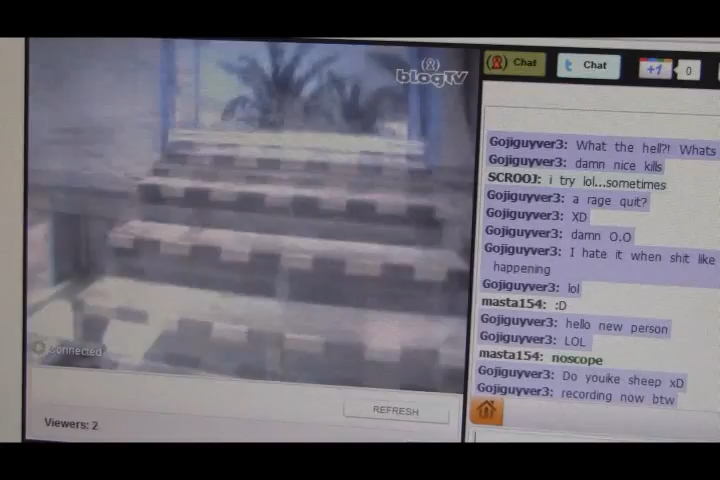 blogTV
Chat
Chat
+1
0
Gojiguyver3: What the hell?! Whats
Gojiguyver3: damn nice kills
SCROOJ: i try lol...sometimes
Gojiguyver3: a rage quit?
Gojiguyver3: XD
Gojiguyver3: damn O.O
Gojiguyver3: I hate it when shit like
happening
Gojiguyver3: lol
masta154: :D
Gojiguyver3: hello new person
Gojiguyver3: LOL
masta154: noscope
Gojiguyver3: Do youike sheep xD
Gojiguyver3: recording now btw
Connected
REFRESH
Viewers: 2